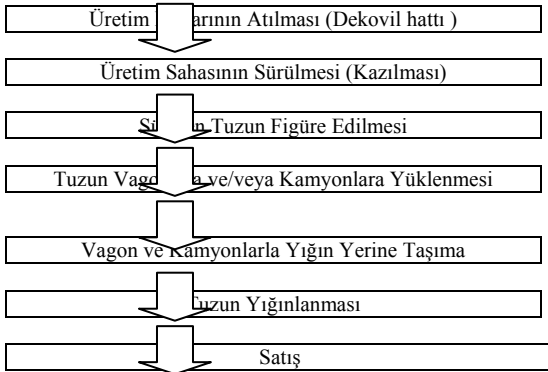 Üretim arının Atılması (Dekovil hattı )
Üretim Sahasının Sürülmesi (Kazılması)
Tuzun Figüre Edilmesi
Tuzun ve/veya Kamyonlara Yüklenmesi
Vagon ve Kamyonlarla Yığın Yerine Taşıma
Tuzun Yığınlanması
Satış